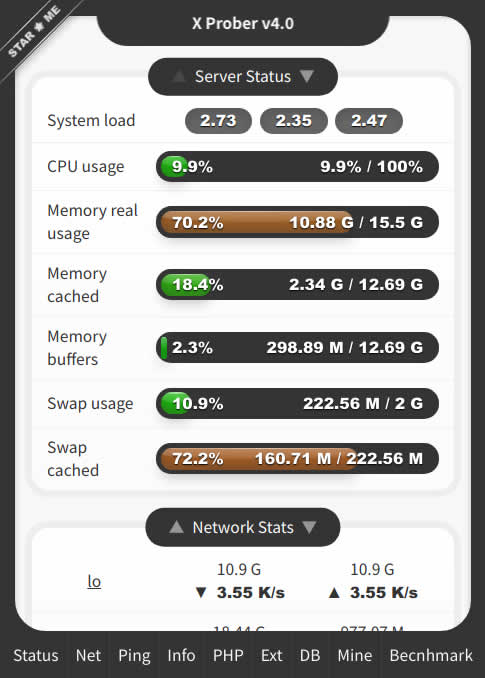 STAR ★ ME
X Prober v4.0
▲ Server Status ▼
System load 2.73 2.35 2.47
CPU usage 9.9% 9.9% / 100%
Memory real
usage 70.2% 10.88 G / 15.5 G
Memory
cached 18.4% 2.34 G / 12.69 G
Memory
buffers 2.3% 298.89 M / 12.69 G
Swap usage 10.9% 222.56 M / 2 G
Swap
cached 72.2% 160.71 M / 222.56 M
▲ Network Stats ▼
10.9 G 10.9 G
lo ▼ 3.55 K/s ▲ 3.55 K/s
Status Net Ping Info PHP Ext DB Mine Becnhmark